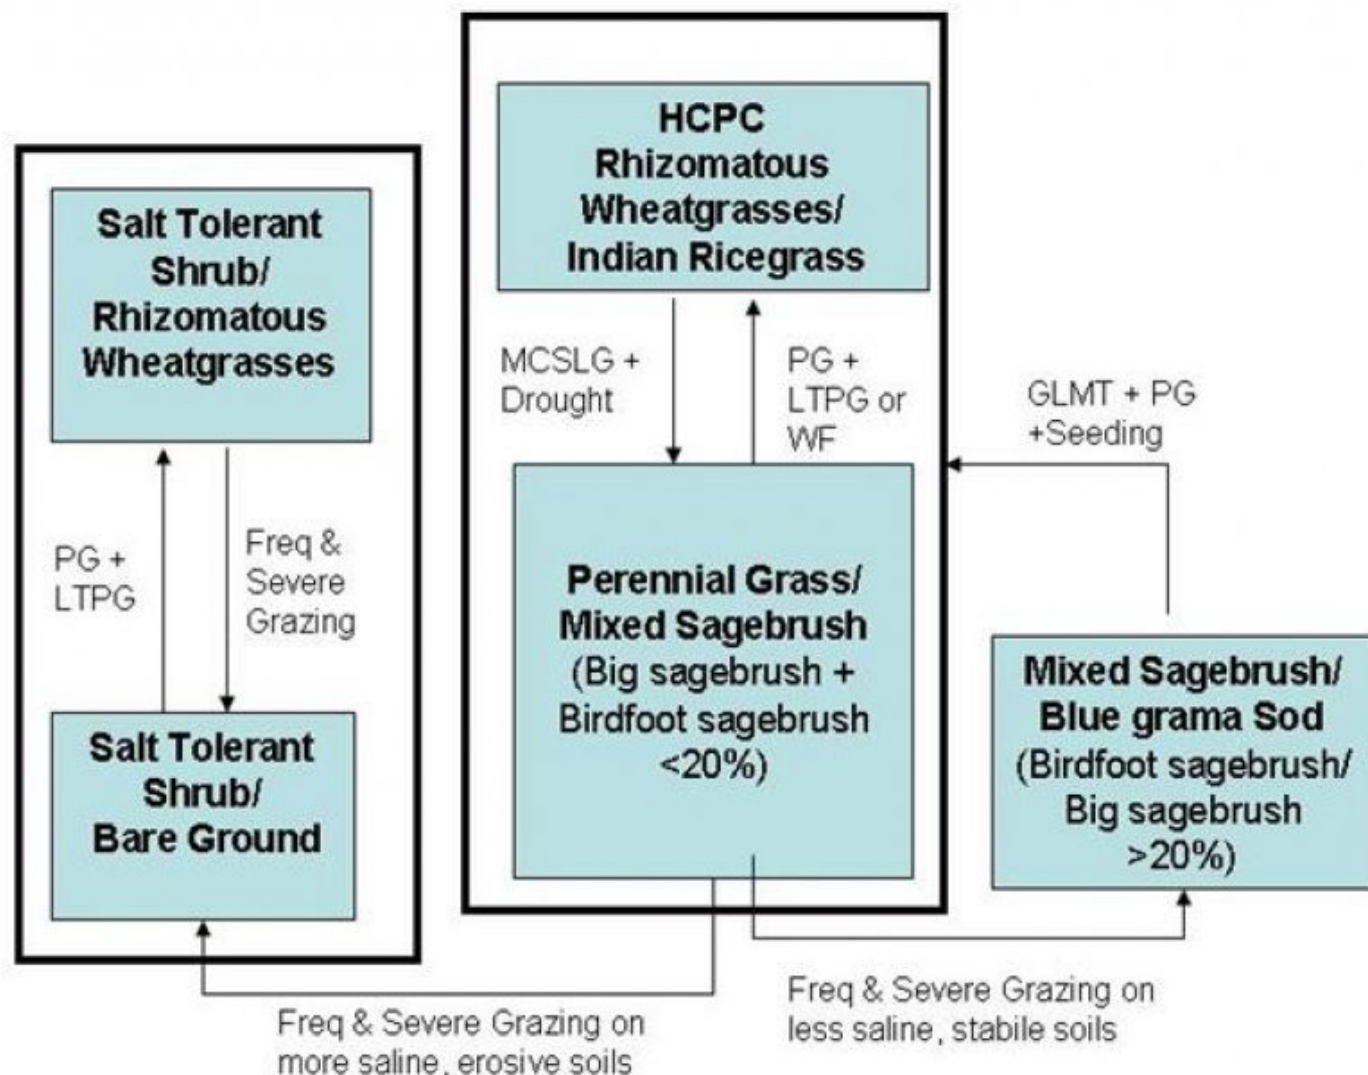 HCPC
Rhizomatous
Wheatgrasses/
Indian Ricegrass
Salt Tolerant
Shrub/
Rhizomatous
Wheatgrasses
MCSLG +
Drought
PG +
LTPG or
WF
GLMT + PG
+Seeding
PG +
LTPG
Freq &
Severe
Grazing
Perennial Grass/
Mixed Sagebrush
(Big sagebrush +
Birdfoot sagebrush
<20%)
Mixed Sagebrush/
Blue grama Sod
(Birdfoot sagebrush/
Big sagebrush
>20%)
Salt Tolerant
Shrub/
Bare Ground
Freq & Severe Grazing on
more saline, erosive soils
Freq & Severe Grazing on
less saline, stabile soils